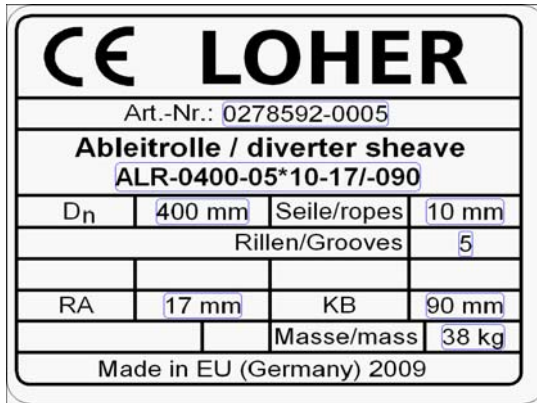 CE LOHER
Art.-Nr.: 0278592-0005
Ableitrolle / diverter sheave
ALR-0400-05*10-17/-090
Dn 400 mm Seile/ropes 10 mm
Rillen/Grooves 5
RA 17 mm KB 90 mm
Masse/mass 38 kg
Made in EU (Germany) 2009